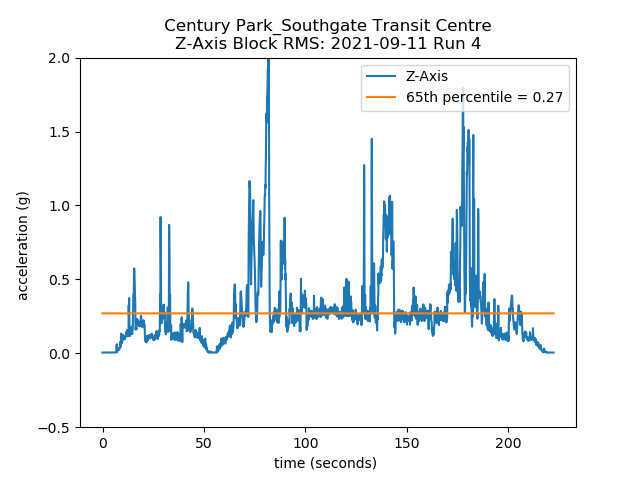 Century Park_Southgate Transit Centre
Z-Axis Block RMS: 2021-09-11 Run 4
Z-Axis
65th percentile = 0.27
2.0
1.5
1.0
0.5
0.0
−0.5
acceleration (g)
0 50 100 150 200
time (seconds)